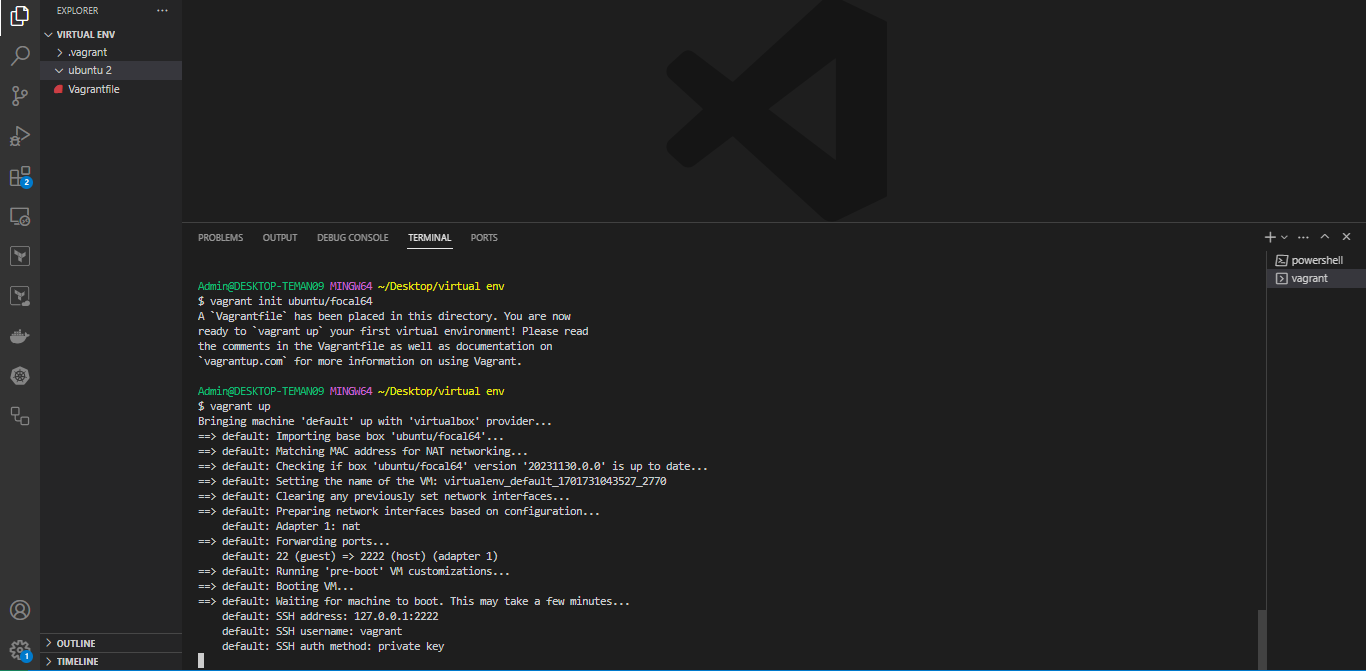 EXPLORER
VIRTUAL ENV
.vagrant
ubuntu 2
Vagrantfile
2
1
OUTLINE
TIMELINE
PROBLEMS OUTPUT DEBUG CONSOLE TERMINAL PORTS
powershell
vagrant
Admin@DESKTOP-TEMAN09 MINGW64 ~/Desktop/virtual env
$ vagrant init ubuntu/focal64
A `Vagrantfile` has been placed in this directory. You are now
ready to `vagrant up` your first virtual environment! Please read
the comments in the Vagrantfile as well as documentation on
`vagrantup.com` for more information on using Vagrant.
Admin@DESKTOP-TEMAN09 MINGW64 ~/Desktop/virtual env
$ vagrant up
Bringing machine 'default' up with 'virtualbox' provider...
==> default: Importing base box 'ubuntu/focal64'...
==> default: Matching MAC address for NAT networking...
==> default: Checking if box 'ubuntu/focal64' version '20231130.0.0' is up to date...
==> default: Setting the name of the VM: virtualenv_default_1701731043527_2770
==> default: Clearing any previously set network interfaces...
==> default: Preparing network interfaces based on configuration...
default: Adapter 1: nat
==> default: Forwarding ports...
default: 22 (guest) => 2222 (host) (adapter 1)
==> default: Running 'pre-boot' VM customizations...
==> default: Booting VM...
==> default: Waiting for machine to boot. This may take a few minutes...
default: SSH address: 127.0.0.1:2222
default: SSH username: vagrant
default: SSH auth method: private key